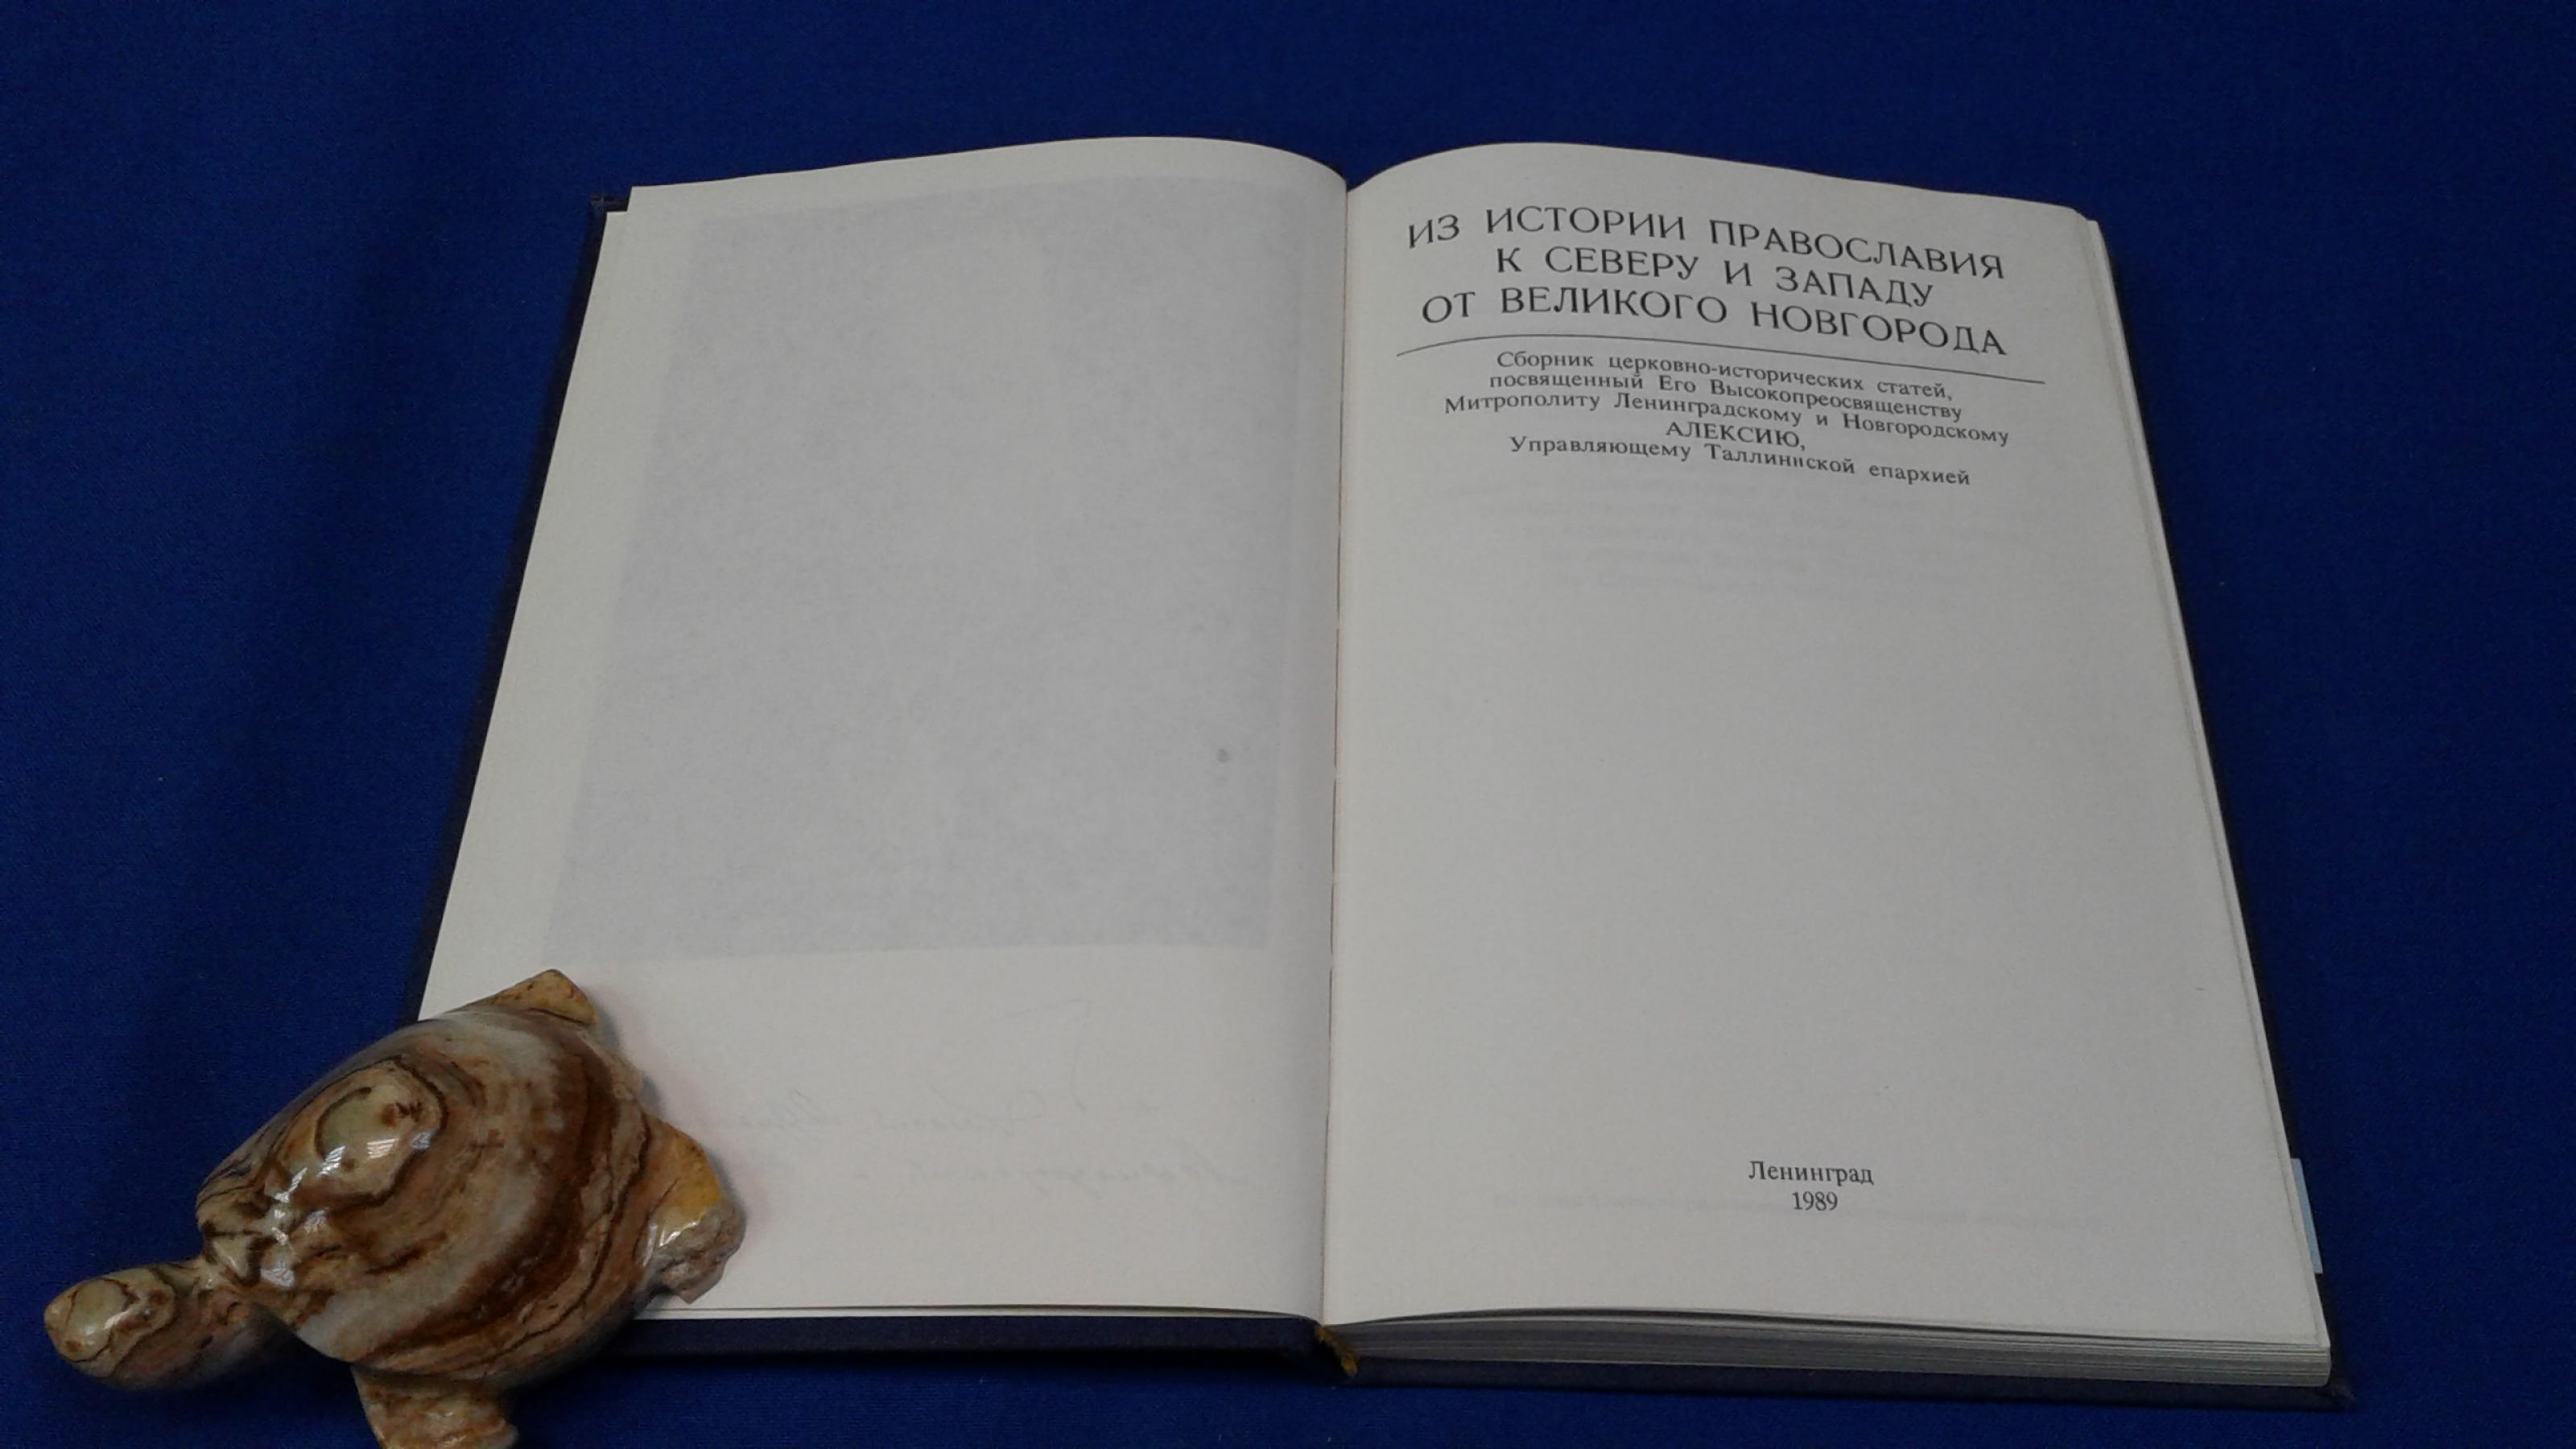 ИЗ ИСТОРИИ ПРАВОСЛАВИЯ
К СЕВЕРУ И ЗАПАДУ
ОТ ВЕЛИКОГО НОВГОРОДА
Сборник церковно-исторических статей,
посвященный Его Высокопреосвященству
Митрополиту Ленинградскому и Новгородскому
АЛЕКСИЮ,
Управляющему Таллиннской епархией
Ленинград
1989